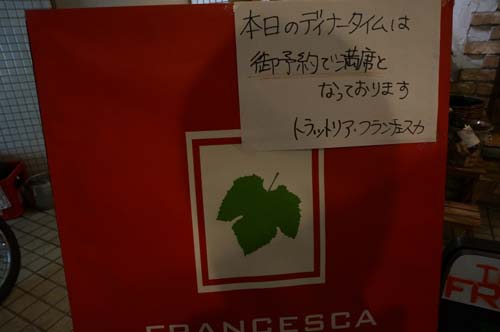 本日のディナータイムは
御予約で満席と
なっております
トラットリア・フランチェスカ
FRANCESCA